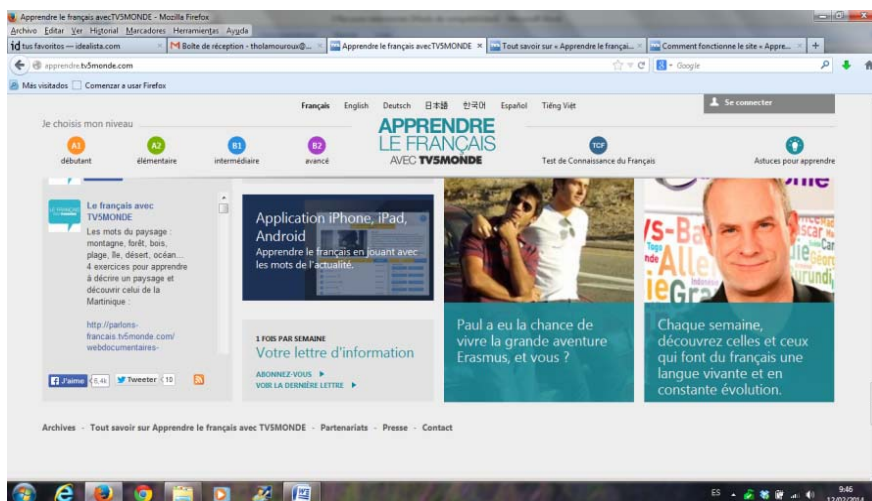 Apprendre le français avec TV5MONDE - Mozilla Firefox
Archivo Editar Ver Historial Marcadores Herramientas Ayuda
tus favoritos — idealista.com
Boîte de réception - tholamouroux@...
Apprendre le français avec TV5MONDE
Tout savoir sur « Apprendre le françai...
Comment fonctionne le site « Appre...
apprendre.tv5monde.com
Google
Más visitados Comenzar a usar Firefox
Français English Deutsch 日本語 한국어 Español Tiếng Việt
Se connecter
Je choisis mon niveau
A1 A2 B1 B2
débutant élémentaire intermédiaire avancé
APPRENDRE
LE FRANÇAIS
AVEC TV5MONDE
TCF
Test de Connaissance du Français
Astuces pour apprendre
Le français avec
TV5MONDE
Les mots du paysage :
montagne, forêt, bois,
plage, île, désert, océan...
4 exercices pour apprendre
à décrire un paysage et
découvrir celui de la
Martinique :
http://parlons-
francais.tv5monde.com/
webdocumentaires-
J'aime 6,4k Tweeter 10
Application iPhone, iPad,
Android
Apprendre le français en jouant avec
les mots de l'actualité.
1 FOIS PAR SEMAINE
Votre lettre d'information
ABONNEZ-VOUS
VOIR LA DERNIÈRE LETTRE
Paul a eu la chance de
vivre la grande aventure
Erasmus, et vous ?
Chaque semaine,
découvrez celles et ceux
qui font du français une
langue vivante et en
constante évolution.
Archives - Tout savoir sur Apprendre le français avec TV5MONDE - Partenariats - Presse - Contact
ES
9:46
12/02/2014